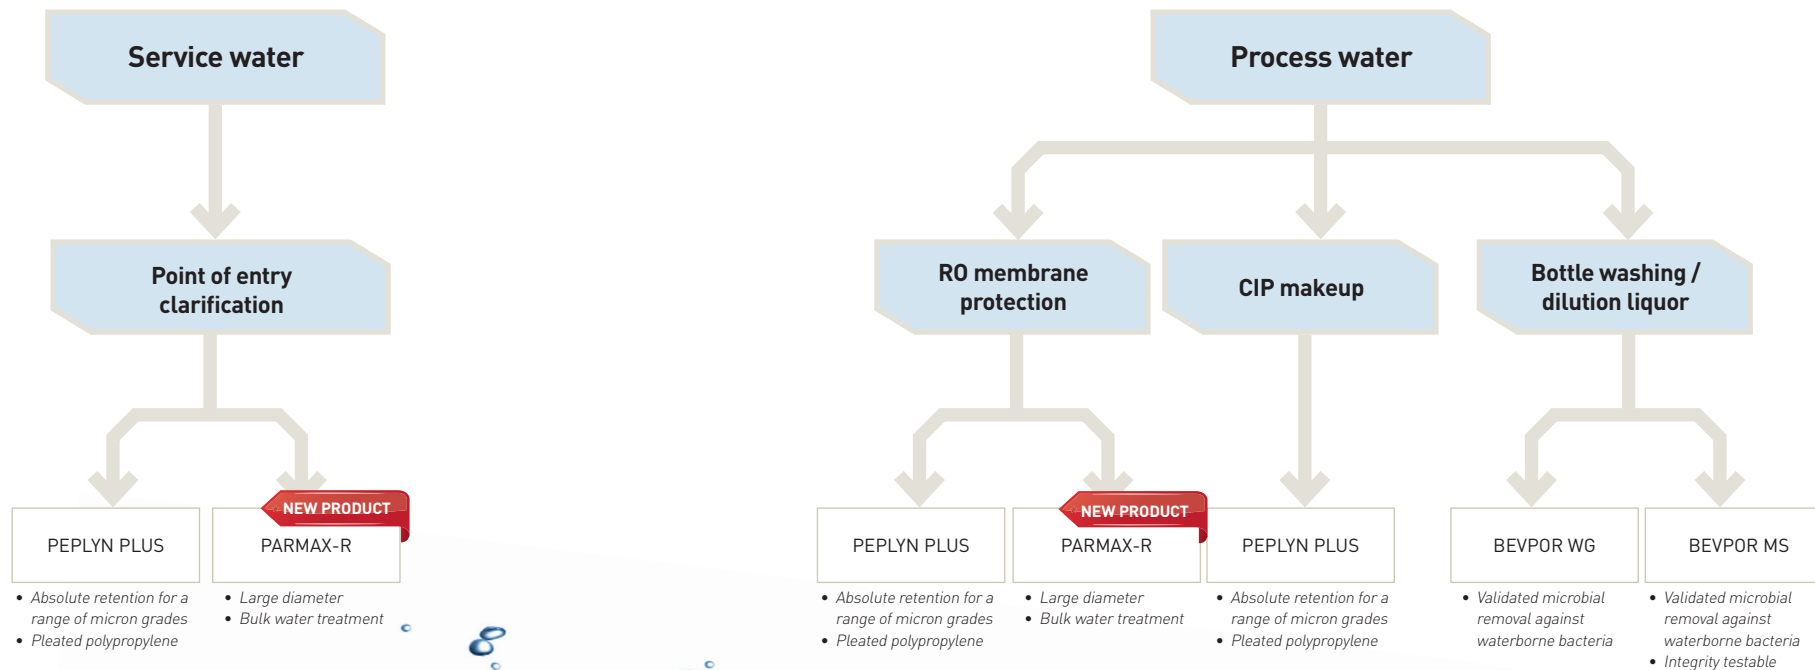 Service water
Process water
Point of entry
clarification
RO membrane
protection
CIP makeup
Bottle washing /
dilution liquor
NEW PRODUCT
PEPLYN PLUS
PARMAX-R
• Absolute retention for a
range of micron grades
• Pleated polypropylene
• Large diameter
• Bulk water treatment
NEW PRODUCT
PEPLYN PLUS
PARMAX-R
PEPLYN PLUS
BEVPOR WG
BEVPOR MS
• Absolute retention for a
range of micron grades
• Pleated polypropylene
• Large diameter
• Bulk water treatment
• Absolute retention for a
range of micron grades
• Pleated polypropylene
• Validated microbial
removal against
waterborne bacteria
• Validated microbial
removal against
waterborne bacteria
• Integrity testable